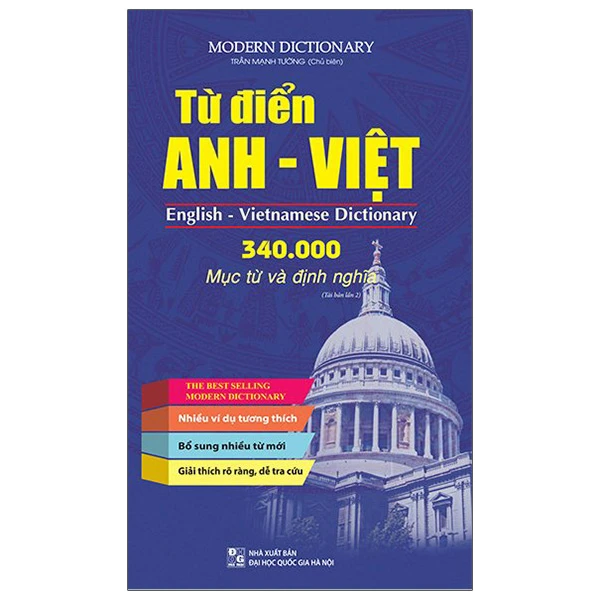 MODERN DICTIONARY
TRẦN MẠNH TƯỜNG (Chủ biên)
Từ điển
ANH - VIỆT
English - Vietnamese Dictionary
340.000
Mục từ và định nghĩa
(Tái bản lần 2)
THE BEST SELLING
MODERN DICTIONARY
Nhiều ví dụ tương thích
Bổ sung nhiều từ mới
Giải thích rõ ràng, dễ tra cứu
NHÀ XUẤT BẢN
ĐẠI HỌC QUỐC GIA HÀ NỘI